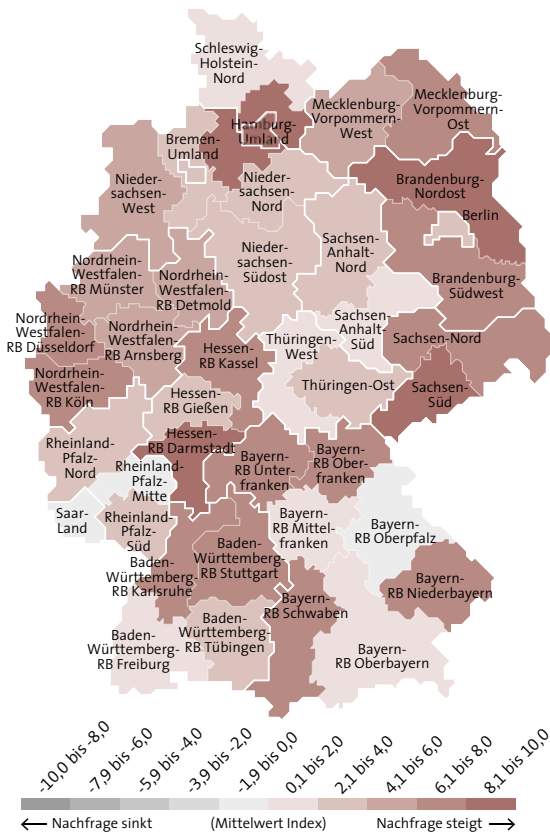 Schleswig-
Holstein-
Nord
Hamburg-
Umland
Mecklenburg-
Vorpommern-
West
Mecklenburg-
Vorpommern-
Ost
Bremen-
Umland
Nieder-
sachsen-
West
Nieder-
sachsen-
Nord
Brandenburg-
Nordost
Berlin
Nieder-
sachsen-
Südost
Sachsen-
Anhalt-
Nord
Nordrhein-
Westfalen-
RB Münster
Nordrhein-
Westfalen-
RB Detmold
Brandenburg-
Südwest
Nordrhein-
Westfalen-
RB Düsseldorf
Nordrhein-
Westfalen-
RB Arnsberg
Hessen-
RB Kassel
Thüringen-
West
Sachsen-
Anhalt-
Süd
Sachsen-Nord
Nordrhein-
Westfalen-
RB Köln
Hessen-
RB Gießen
Thüringen-Ost
Sachsen-
Süd
Rheinland-
Pfalz-
Nord
Hessen-
RB Darmstadt
Rheinland-
Pfalz-
Mitte
Bayern-
RB Unter-
franken
Bayern-
RB Ober-
franken
Saar-
Land
Rheinland-
Pfalz-
Süd
Bayern-
RB Mittel-
franken
Bayern-
RB Oberpfalz
Baden-
Württemberg-
RB Stuttgart
Baden-
Württemberg-
RB Karlsruhe
Bayern-
RB Schwaben
Bayern-
RB Niederbayern
Baden-
Württemberg-
RB Freiburg
Baden-
Württemberg-
RB Tübingen
Bayern-
RB Oberbayern
-10,0 bis -8,0
-7,9 bis -6,0
-5,9 bis -4,0
-3,9 bis -2,0
-1,9 bis 0,0
0,1 bis 2,0
2,1 bis 4,0
4,1 bis 6,0
6,1 bis 8,0
8,1 bis 10,0
← Nachfrage sinkt (Mittelwert Index) Nachfrage steigt →